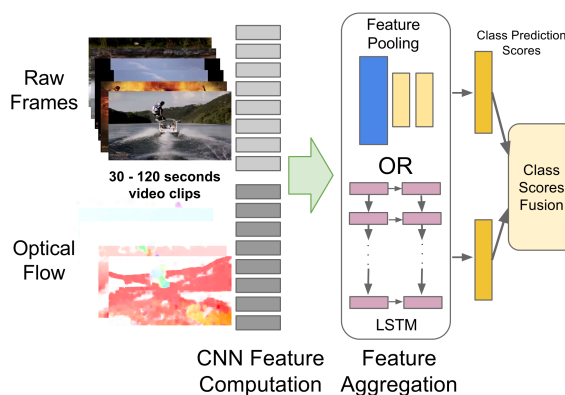 Raw
Frames
30 - 120 seconds
video clips
Optical
Flow
CNN Feature
Computation
Feature
Pooling
OR
LSTM
Feature
Aggregation
Class Prediction
Scores
Class
Scores
Fusion